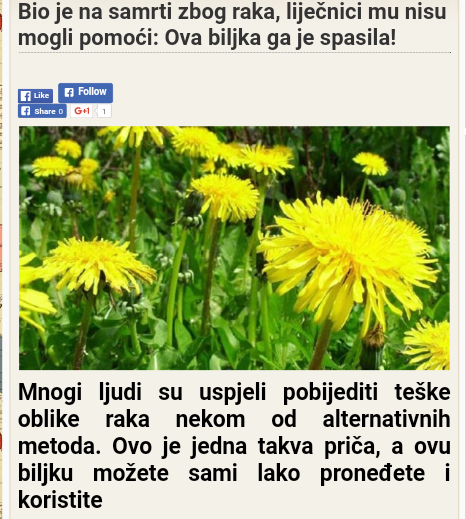 Bio je na samrti zbog raka, liječnici mu nisu
mogli pomoći: Ova biljka ga je spasila!
Like
Follow
Share 0
G+1
1
Mnogi ljudi su uspjeli pobijediti teške
oblike raka nekom od alternativnih
metoda. Ovo je jedna takva priča, a ovu
biljku možete sami lako proneđete i
koristite